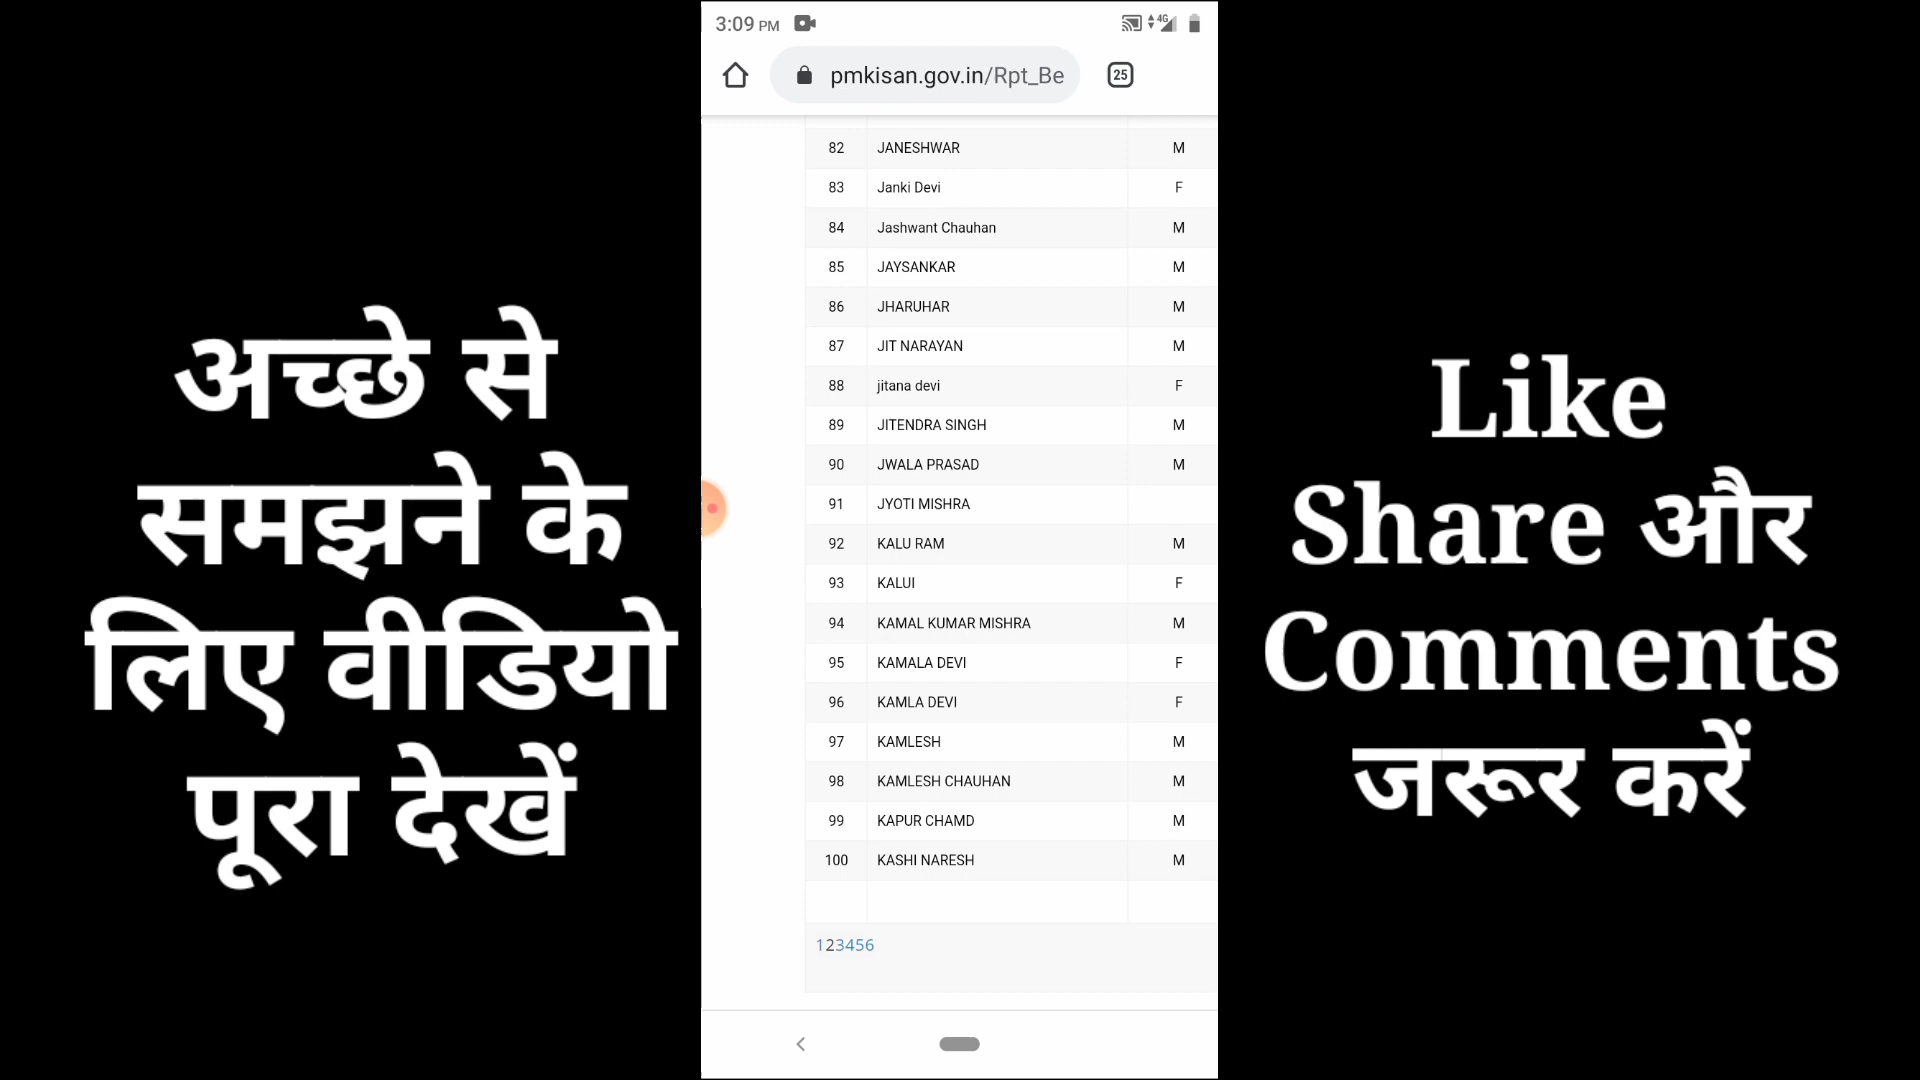 अच्छे से
समझने के
लिए वीडियो
पूरा देखें
3:09 PM
4G
pmkisan.gov.in/Rpt_Be
25
82 JANESHWAR M
83 Janki Devi F
84 Jashwant Chauhan M
85 JAYSANKAR M
86 JHARUHAR M
87 JIT NARAYAN M
88 jitana devi F
89 JITENDRA SINGH M
90 JWALA PRASAD M
91 JYOTI MISHRA
92 KALU RAM M
93 KALUI F
94 KAMAL KUMAR MISHRA M
95 KAMALA DEVI F
96 KAMLA DEVI F
97 KAMLESH M
98 KAMLESH CHAUHAN M
99 KAPUR CHAMD M
100 KASHI NARESH M
123456
Like
Share और
Comments
जरूर करें